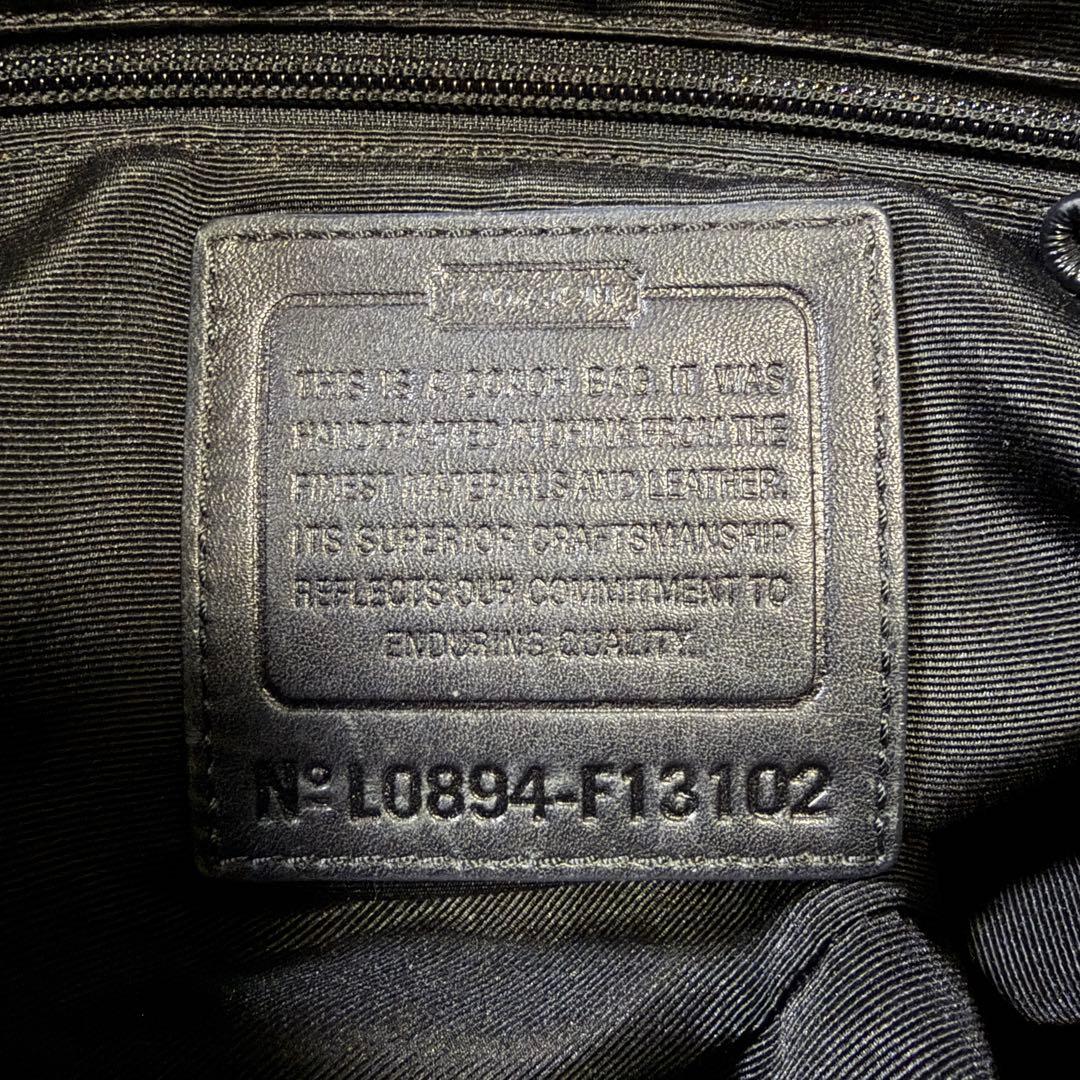 COACH
THIS IS A COACH BAG. IT WAS
HANDCRAFTED IN CHINA FROM THE
FINEST MATERIALS AND LEATHER.
ITS SUPERIOR CRAFTSMANSHIP
REFLECTS OUR COMMITMENT TO
ENDURING QUALITY.
Nº L0894-F13102